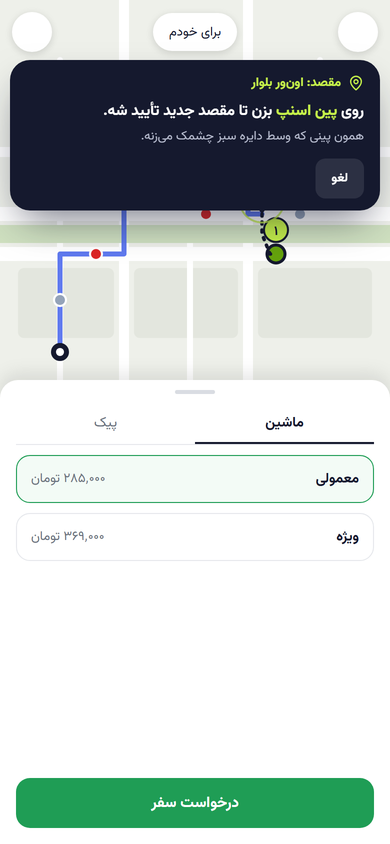 برای خودم
مقصد: اون‌ور بلوار
روی پین اسنپ بزن تا مقصد جدید تأیید شه.
همون پینی که وسط دایره سبز چشمک می‌زنه.
لغو
۱
ماشین
پیک
معمولی
۲۸۵,۰۰۰ تومان
ویژه
۳۶۹,۰۰۰ تومان
درخواست سفر